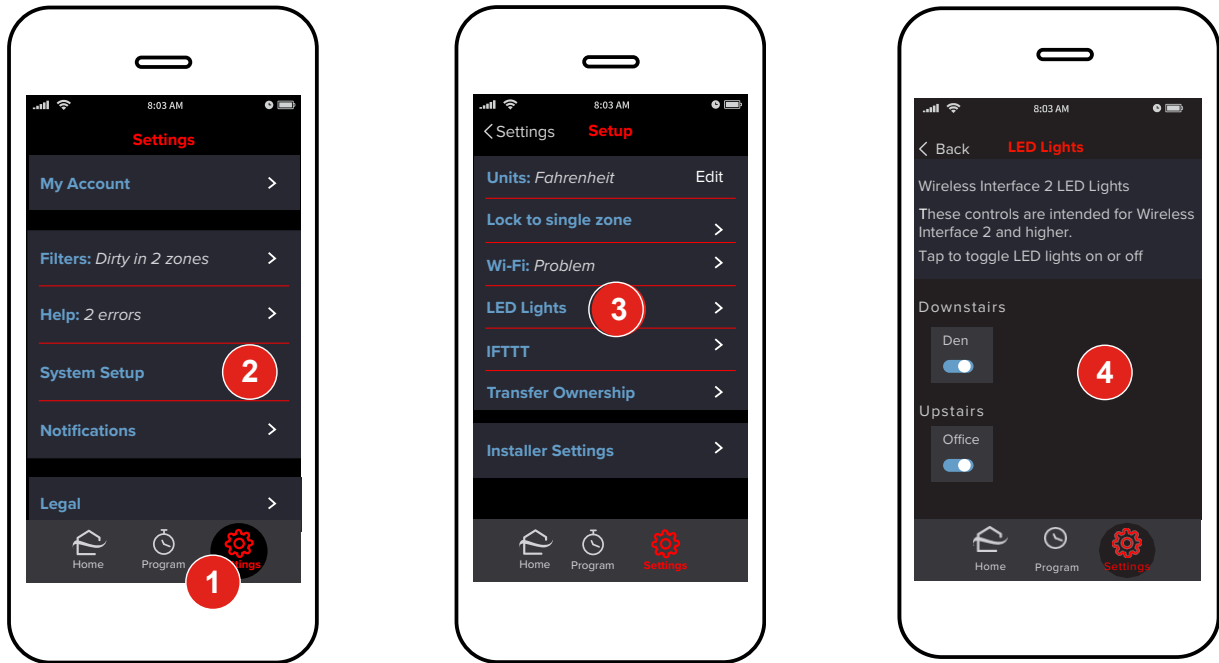 8:03 AM
Settings
My Account
Filters: Dirty in 2 zones
Help: 2 errors
System Setup
2
Notifications
Legal
Home
Program
tings
1
8:03 AM
Settings
Setup
Units: Fahrenheit
Edit
Lock to single zone
Wi-Fi: Problem
LED Lights
3
IFTTT
Transfer Ownership
Installer Settings
Home
Program
Settings
8:03 AM
Back
LED Lights
Wireless Interface 2 LED Lights
These controls are intended for Wireless
Interface 2 and higher.
Tap to toggle LED lights on or off
Downstairs
Den
4
Upstairs
Office
Home
Program
Settings